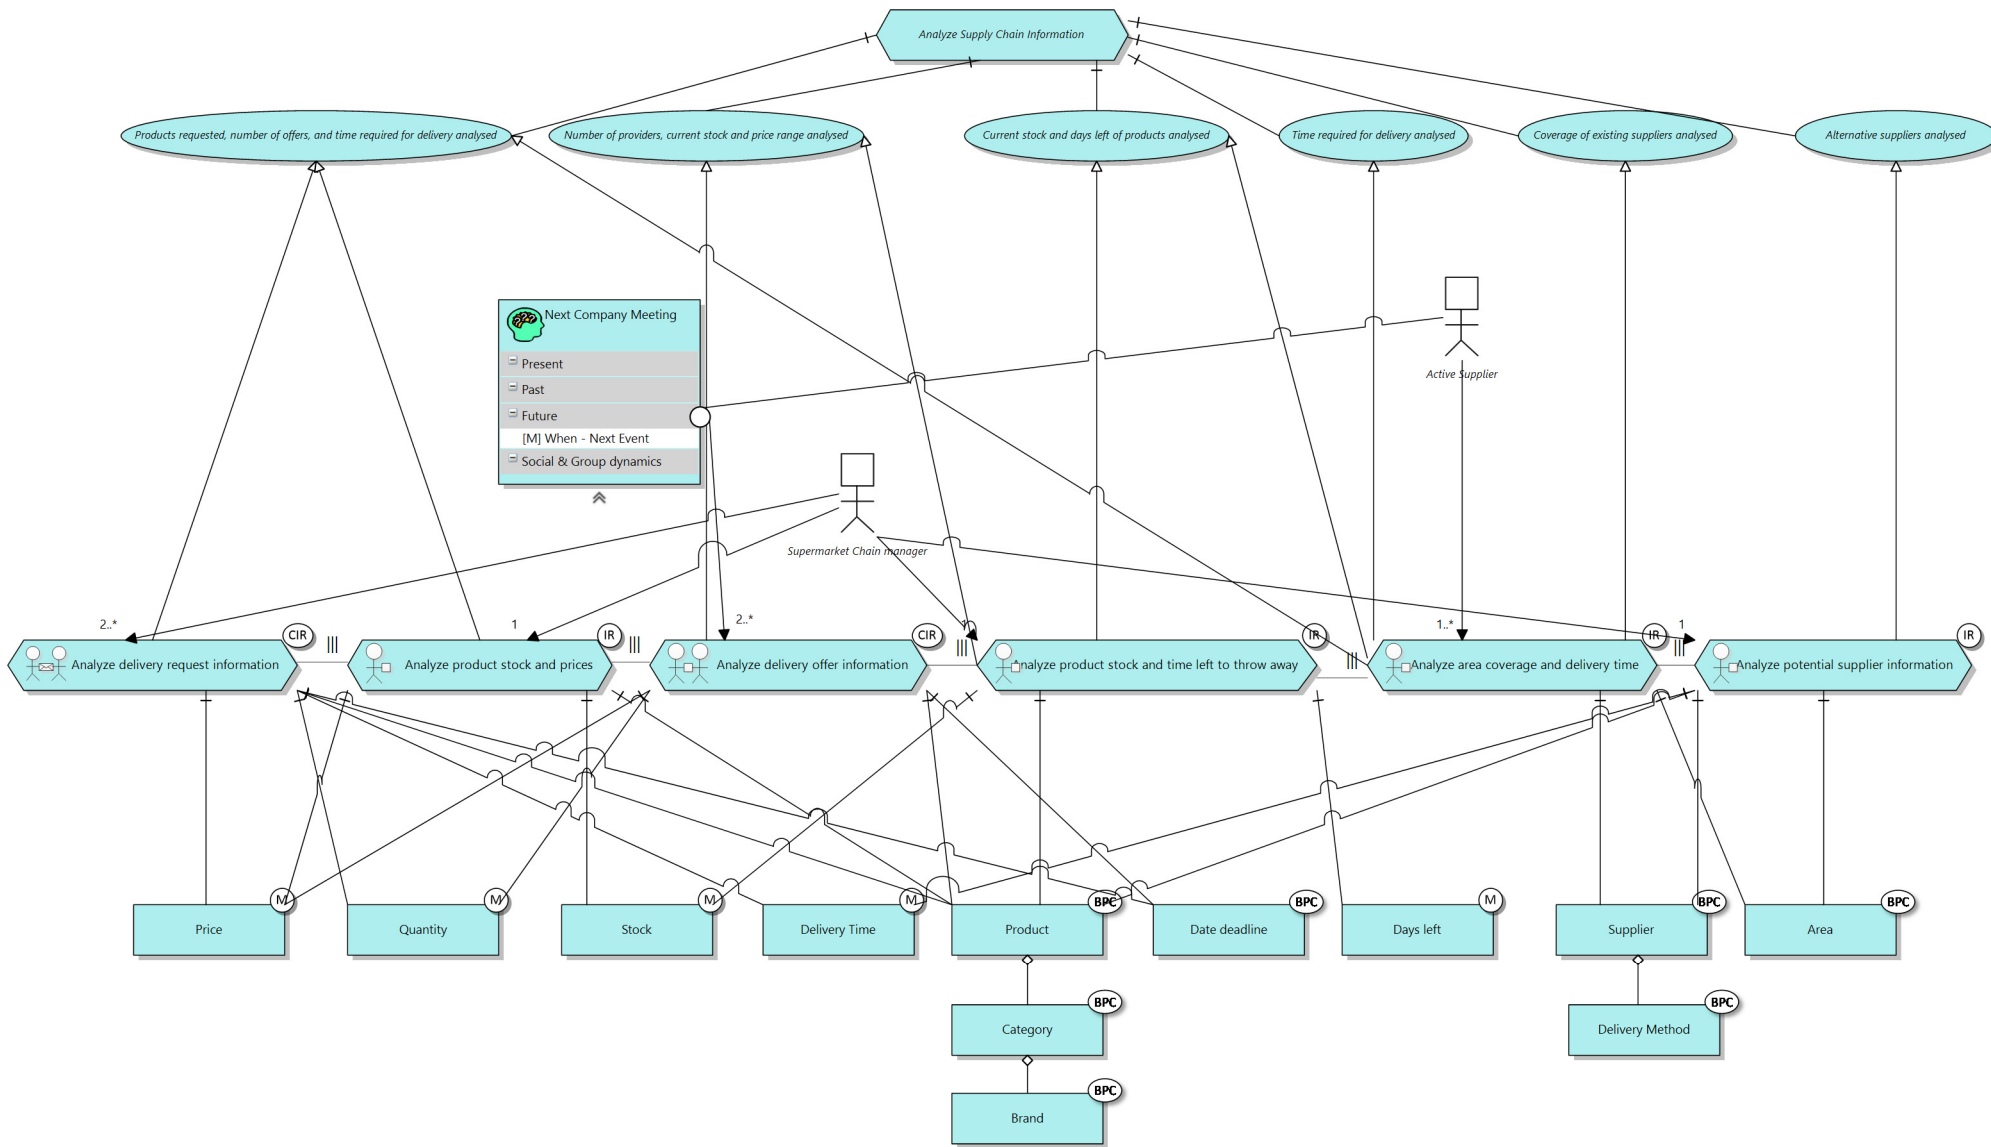 Analyze Supply Chain Information
Products requested, number of offers, and time required for delivery analysed
Number of providers, current stock and price range analysed
Current stock and days left of products analysed
Time required for delivery analysed
Coverage of existing suppliers analysed
Alternative suppliers analysed
Next Company Meeting
Present
Past
Future
[M] When - Next Event
Social & Group dynamics
Active Supplier
Supermarket Chain manager
2..*
1
2..*
1
1..*
1
CIR
|||
IR
|||
CIR
|||
IR
|||
IR
|||
IR
Analyze delivery request information
Analyze product stock and prices
Analyze delivery offer information
Analyze product stock and time left to throw away
Analyze area coverage and delivery time
Analyze potential supplier information
M
M
M
M
BPC
BPC
M
BPC
BPC
Price
Quantity
Stock
Delivery Time
Product
Date deadline
Days left
Supplier
Area
BPC
BPC
Category
Delivery Method
BPC
Brand